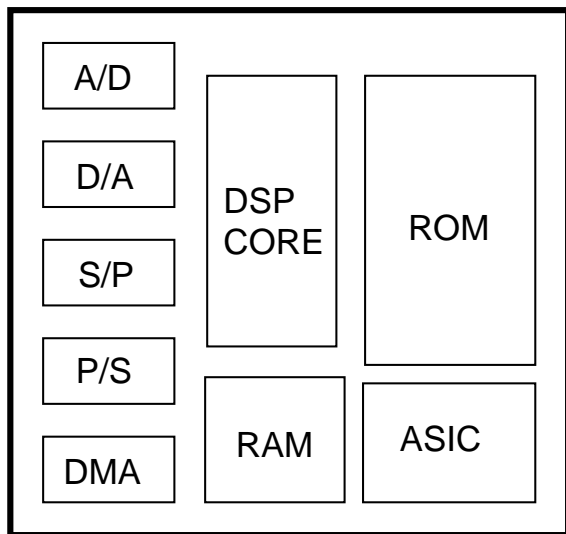 A/D
D/A
S/P
P/S
DMA
DSP
CORE
RAM
ROM
ASIC